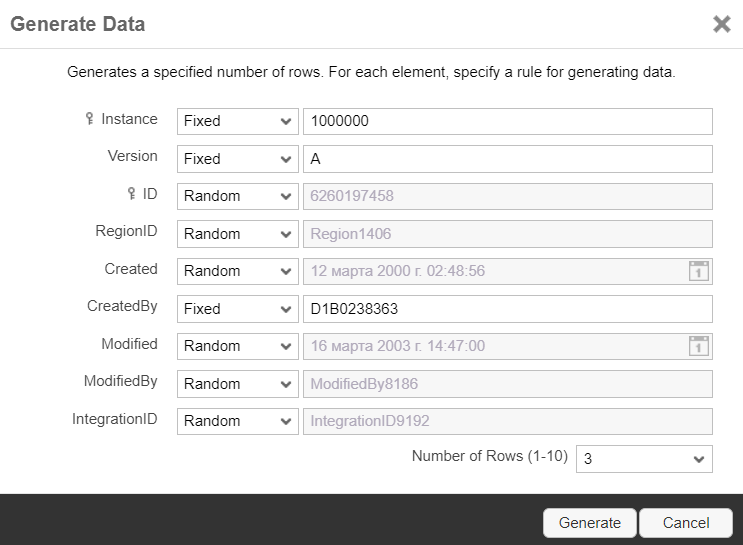 Generate Data
Generates a specified number of rows. For each element, specify a rule for generating data.
Instance Fixed 1000000
Version Fixed A
ID Random 6260197458
RegionID Random Region1406
Created Random 12 марта 2000 г. 02:48:56 1
CreatedBy Fixed D1B0238363
Modified Random 16 марта 2003 г. 14:47:00 1
ModifiedBy Random ModifiedBy8186
IntegrationID Random IntegrationID9192
Number of Rows (1-10) 3
Generate Cancel